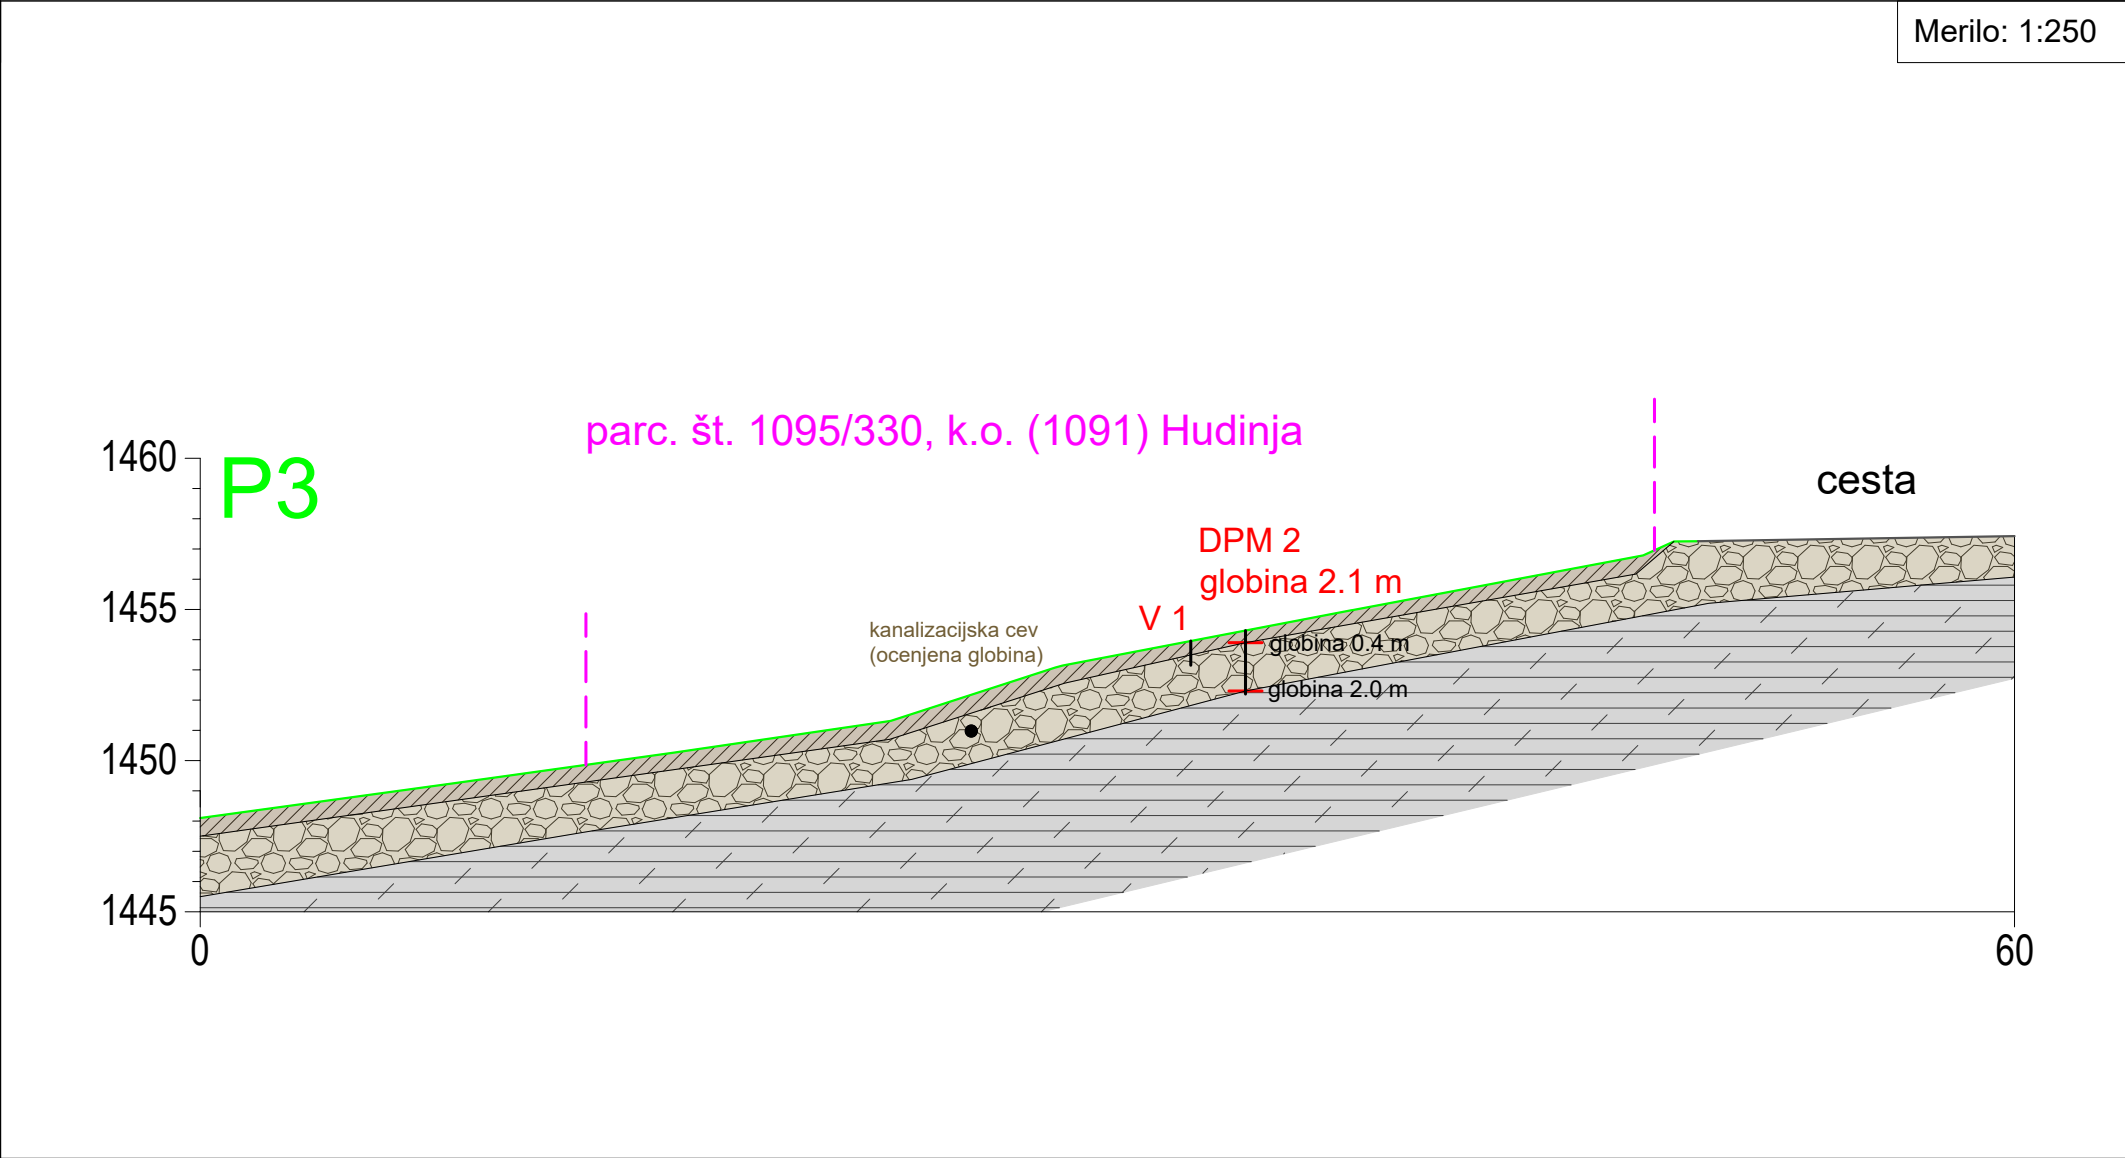 Merilo: 1:250
parc. št. 1095/330, k.o. (1091) Hudinja
1460
P3
cesta
DPM 2
globina 2.1 m
1455
V 1
kanalizacijska cev
(ocenjena globina)
globina 0.4 m
globina 2.0 m
1450
1445
0
60